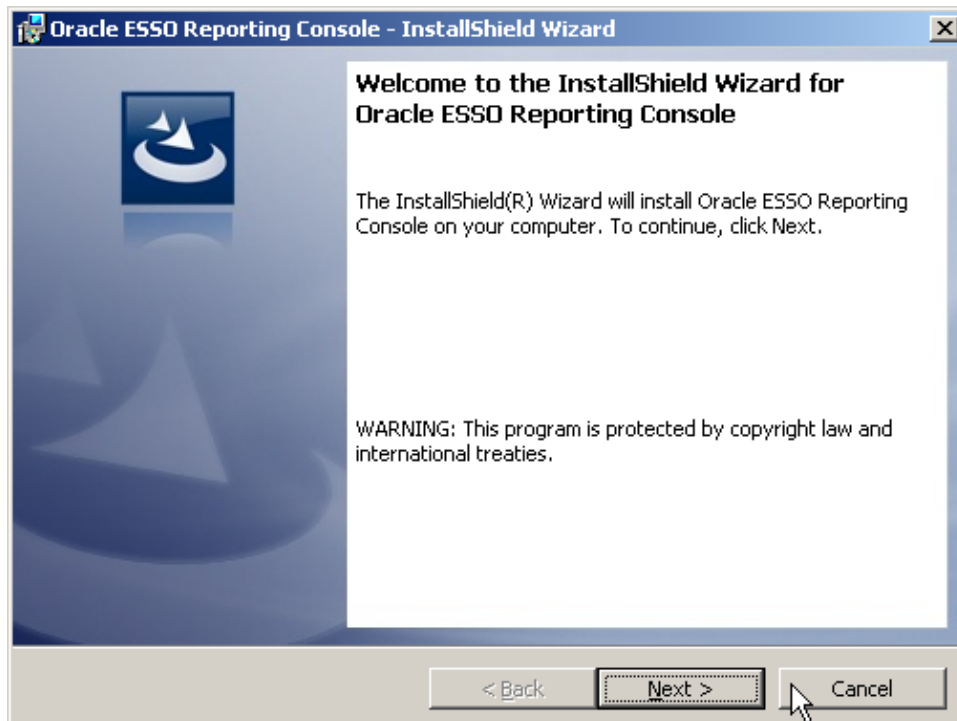 Oracle ESSO Reporting Console - InstallShield Wizard
Welcome to the InstallShield Wizard for
Oracle ESSO Reporting Console
The InstallShield(R) Wizard will install Oracle ESSO Reporting
Console on your computer. To continue, click Next.
WARNING: This program is protected by copyright law and
international treaties.
< Back
Next >
Cancel